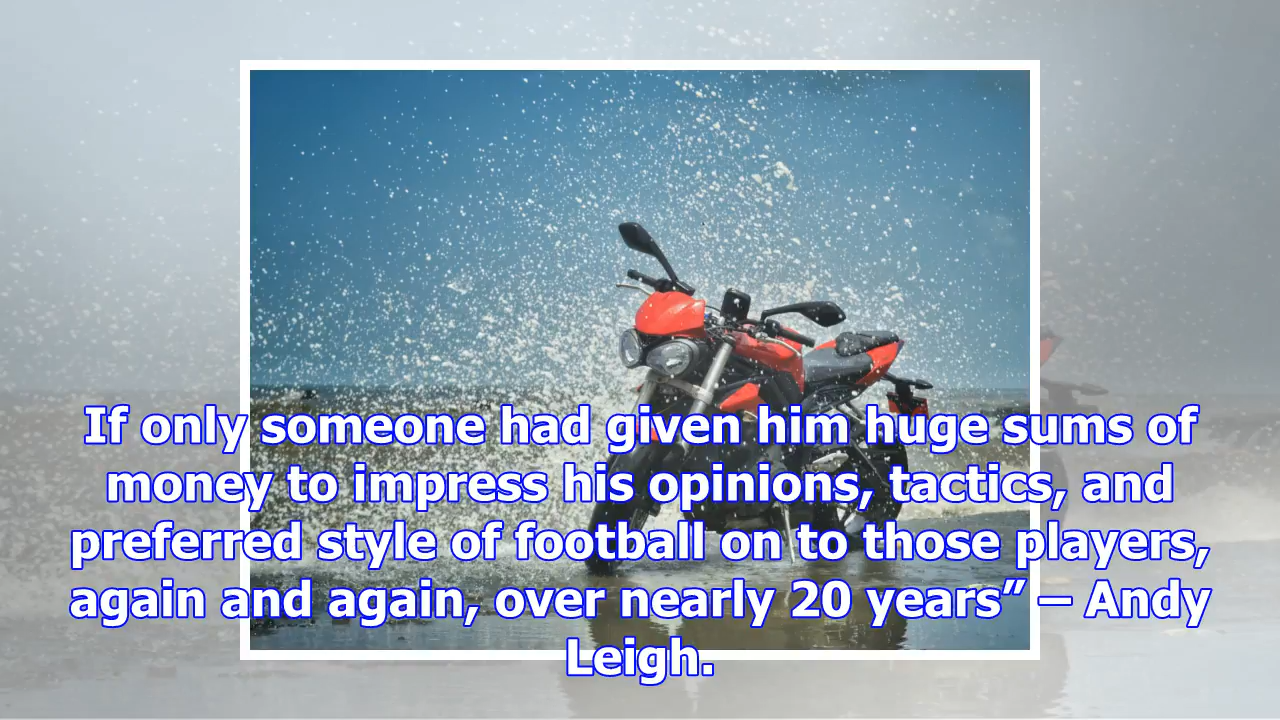 If only someone had given him huge sums of
money to impress his opinions, tactics, and
preferred style of football on to those players,
again and again, over nearly 20 years” – Andy
Leigh.